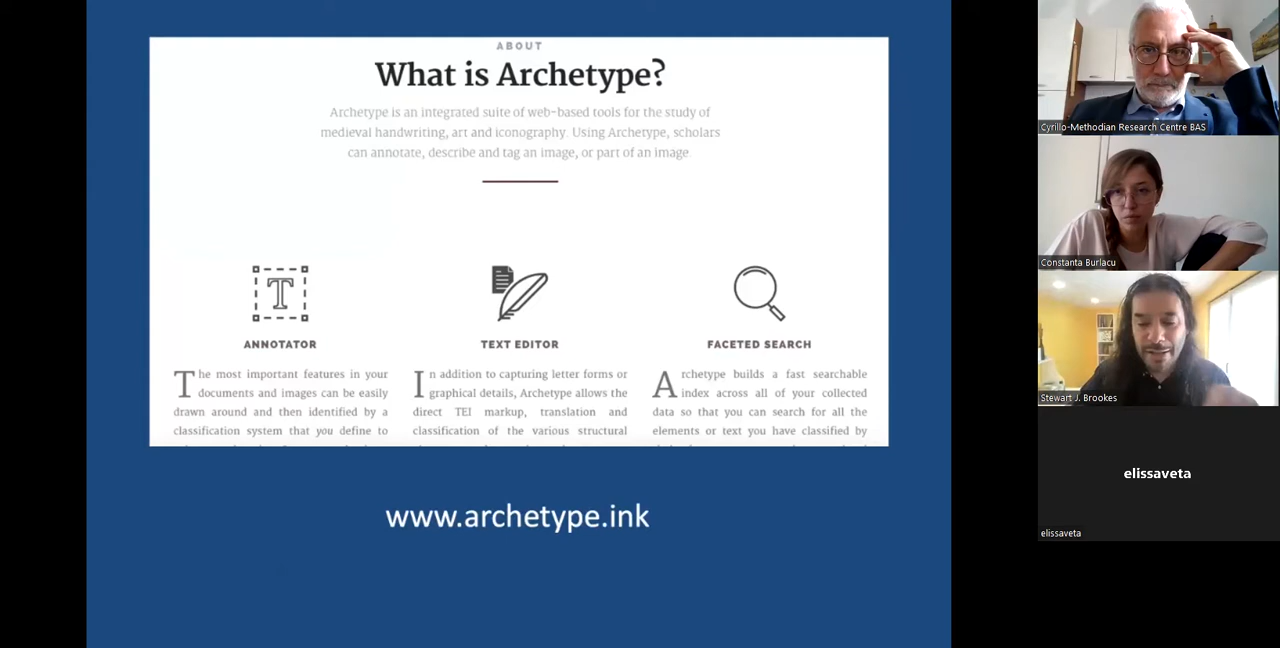 ABOUT
What is Archetype?
Archetype is an integrated suite of web-based tools for the study of
medieval handwriting, art and iconography. Using Archetype, scholars
can annotate, describe and tag an image, or part of an image.
T
ANNOTATOR
The most important features in your
documents and images can be easily
drawn around and then identified by a
classification system that you define to
TEXT EDITOR
In addition to capturing letter forms or
graphical details, Archetype allows the
direct TEI markup, translation and
classification of the various structural
FACETED SEARCH
Archetype builds a fast searchable
index across all of your collected
data so that you can search for all the
elements or text you have classified by
www.archetype.ink
Cyrillo-Methodian Research Centre BAS
Constanta Burlacu
Stewart J. Brookes
elissaveta
elissaveta